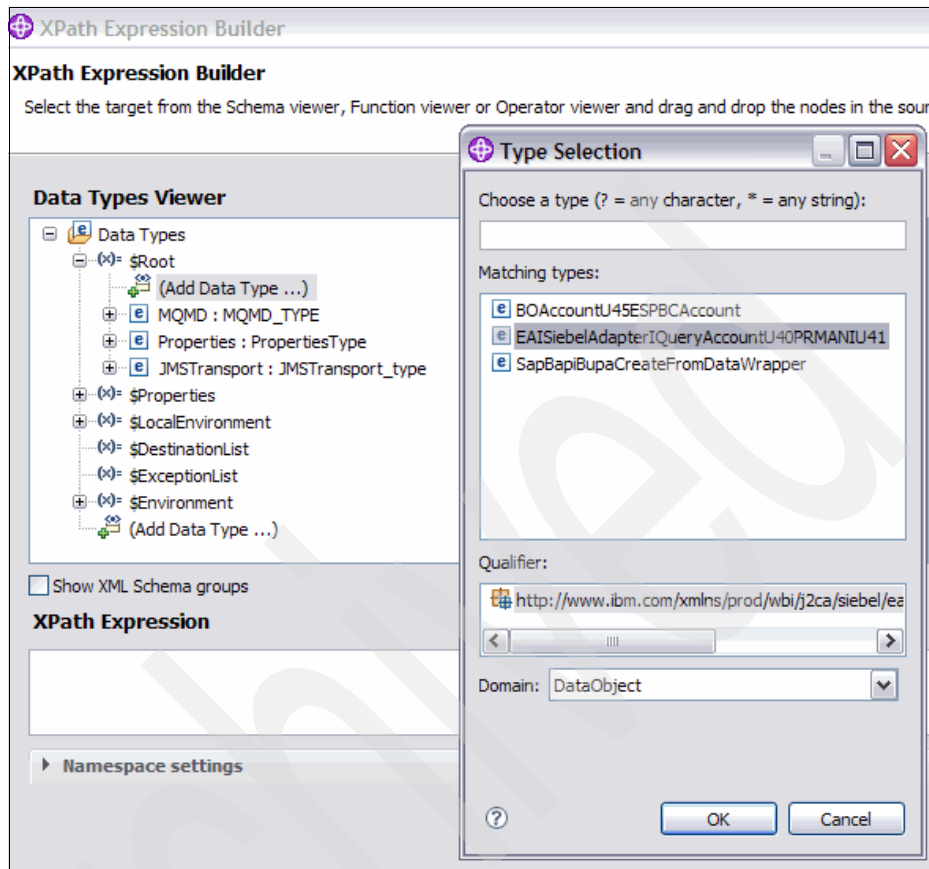 XPath Expression Builder
XPath Expression Builder
Select the target from the Schema viewer, Function viewer or Operator viewer and drag and drop the nodes in the sour
Type Selection
Choose a type (? = any character, * = any string):
Matching types:
BOAccountU45ESPBCAccount
EAISiebelAdapterIQueryAccountU40PRMANIU41
SapBapiBupaCreateFromDataWrapper
Qualifier:
http://www.ibm.com/xmlns/prod/wbi/j2ca/siebel/ea
Domain: DataObject
OK Cancel
Data Types Viewer
Data Types
(x)= $Root
(Add Data Type ...)
MQMD : MQMD_TYPE
Properties : PropertiesType
JMSTransport : JMSTransport_type
(x)= $Properties
(x)= $LocalEnvironment
(x)= $DestinationList
(x)= $ExceptionList
(x)= $Environment
(Add Data Type ...)
Show XML Schema groups
XPath Expression
Namespace settings